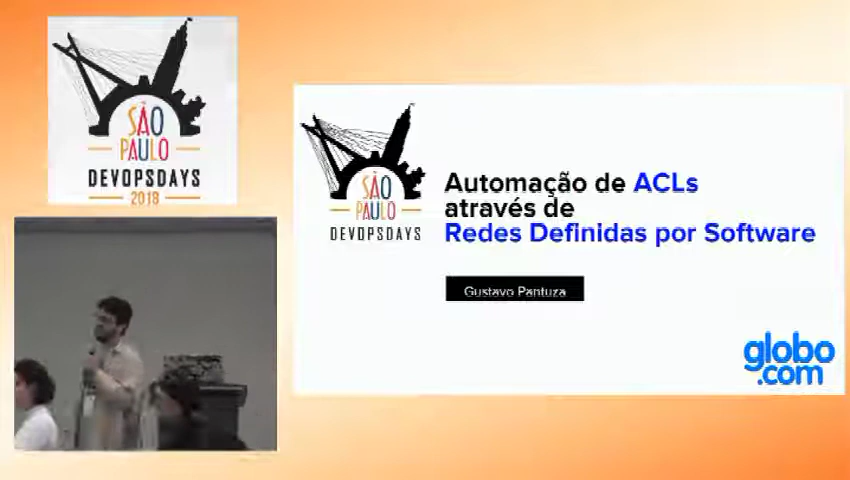 SÃO
PAULO
DEVOPSDAYS
2018
SÃO
PAULO
DEVOPSDAYS
Automação de ACLs
através de
Redes Definidas por Software
Gustavo Pantuza
globo
.com